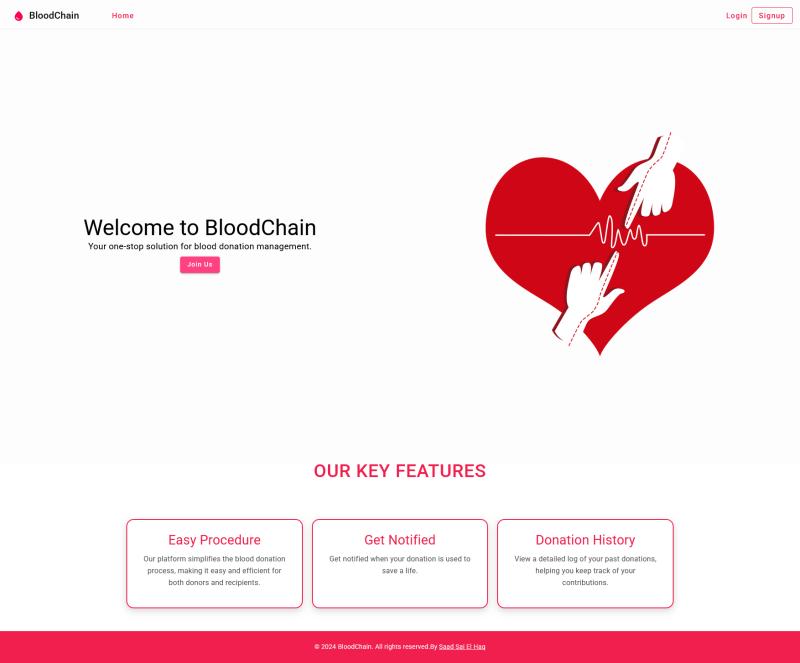 BloodChain
Home
Login
Signup
Welcome to BloodChain
Your one-stop solution for blood donation management.
Join Us
OUR KEY FEATURES
Easy Procedure
Our platform simplifies the blood donation
process, making it easy and efficient for
both donors and recipients.
Get Notified
Get notified when your donation is used to
save a life.
Donation History
View a detailed log of your past donations,
helping you keep track of your
contributions.
© 2024 BloodChain. All rights reserved.By Saad Sai El Haq